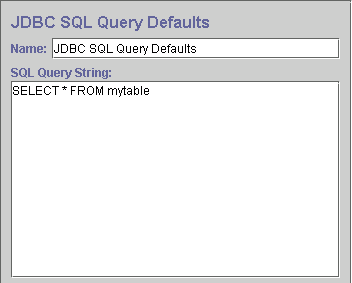 JDBC SQL Query Defaults
Name: JDBC SQL Query Defaults
SQL Query String:
SELECT * FROM mytable